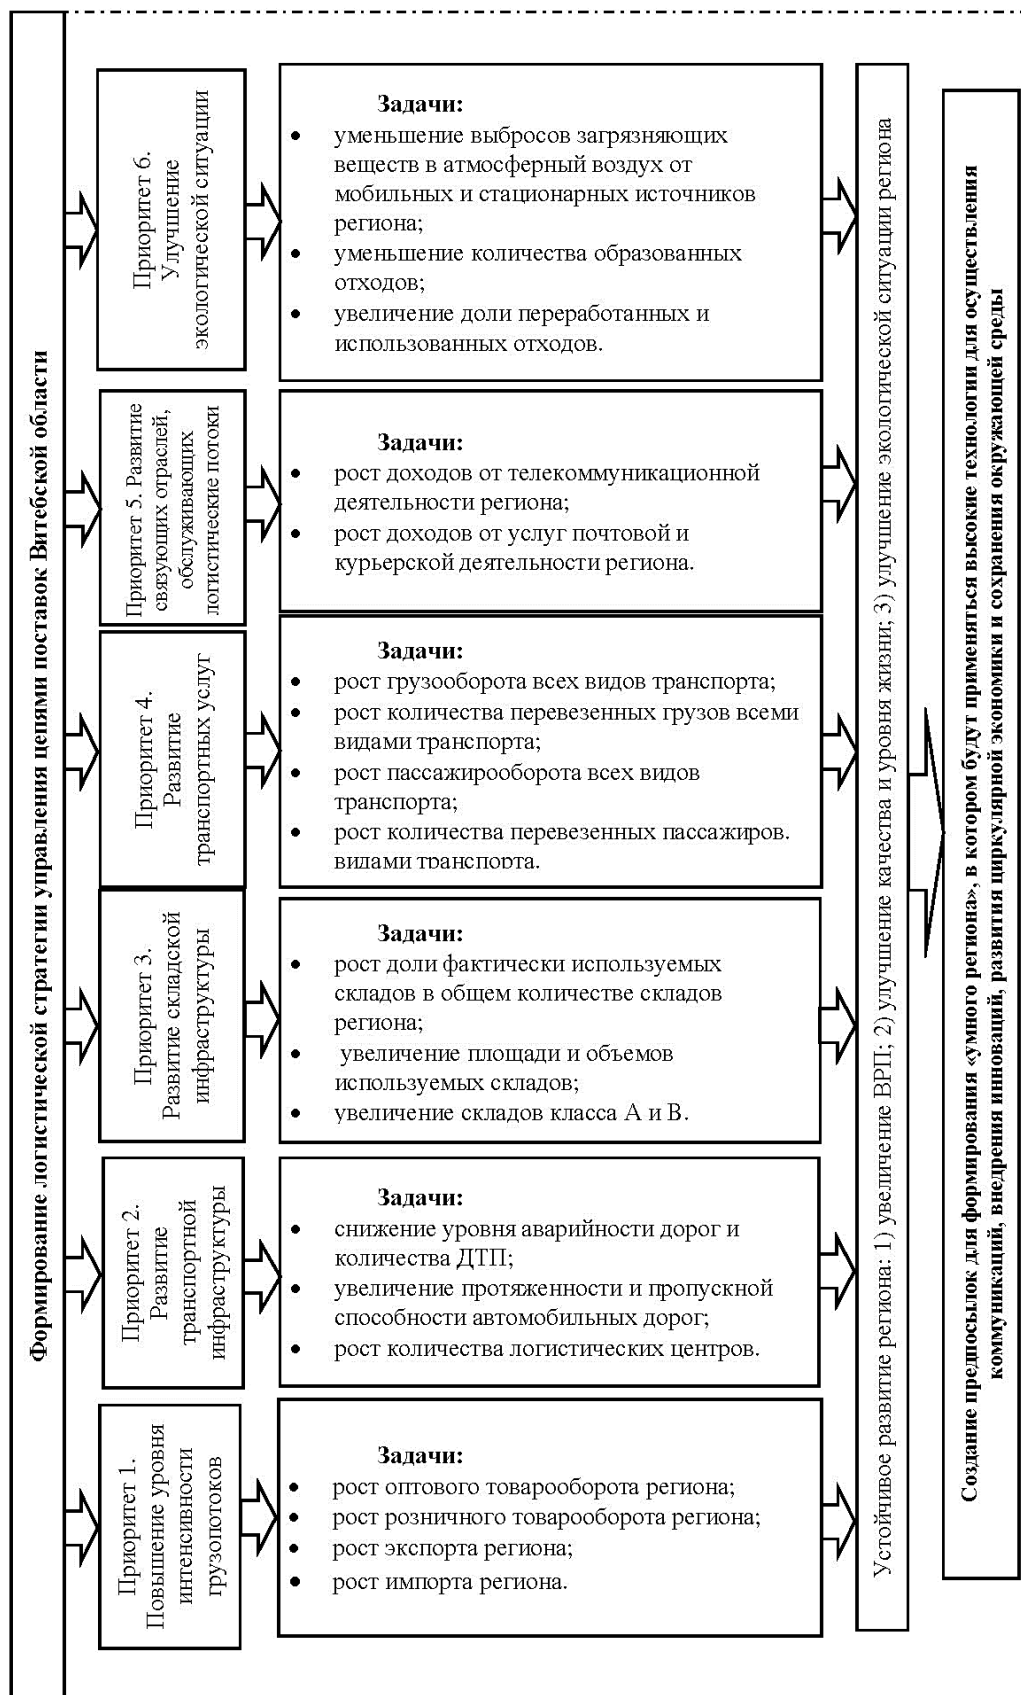 Формирование логистической стратегии управления цепями поставок Витебской области
Приоритет 6.
Улучшение
экологической ситуации
Задачи:
• уменьшение выбросов загрязняющих
веществ в атмосферный воздух от
мобильных и стационарных источников
региона;
• уменьшение количества образованных
отходов;
• увеличение доли переработанных и
использованных отходов.
Приоритет 5. Развитие
связующих отраслей,
обслуживающих
логистические потоки
Задачи:
• рост доходов от телекоммуникационной
деятельности региона;
• рост доходов от услуг почтовой и
курьерской деятельности региона.
Приоритет 4.
Развитие
транспортных услуг
Задачи:
• рост грузооборота всех видов транспорта;
• рост количества перевезенных грузов всеми
видами транспорта;
• рост пассажирооборота всех видов
транспорта;
• рост количества перевезенных пассажиров.
видами транспорта.
Приоритет 3.
Развитие складской
инфраструктуры
Задачи:
• рост доли фактически используемых
складов в общем количестве складов
региона;
• увеличение площади и объемов
используемых складов;
• увеличение складов класса А и В.
Приоритет 2.
Развитие
транспортной
инфраструктуры
Задачи:
• снижение уровня аварийности дорог и
количества ДТП;
• увеличение протяженности и пропускной
способности автомобильных дорог;
• рост количества логистических центров.
Приоритет 1.
Повышение уровня
интенсивности
грузопотоков
Задачи:
• рост оптового товарооборота региона;
• рост розничного товарооборота региона;
• рост экспорта региона;
• рост импорта региона.
Устойчивое развитие региона: 1) увеличение ВРП; 2) улучшение качества и уровня жизни; 3) улучшение экологической ситуации региона
Создание предпосылок для формирования «умного региона», в котором будут применяться высокие технологии для осуществления
коммуникаций, внедрения инноваций, развития циркулярной экономики и сохранения окружающей среды